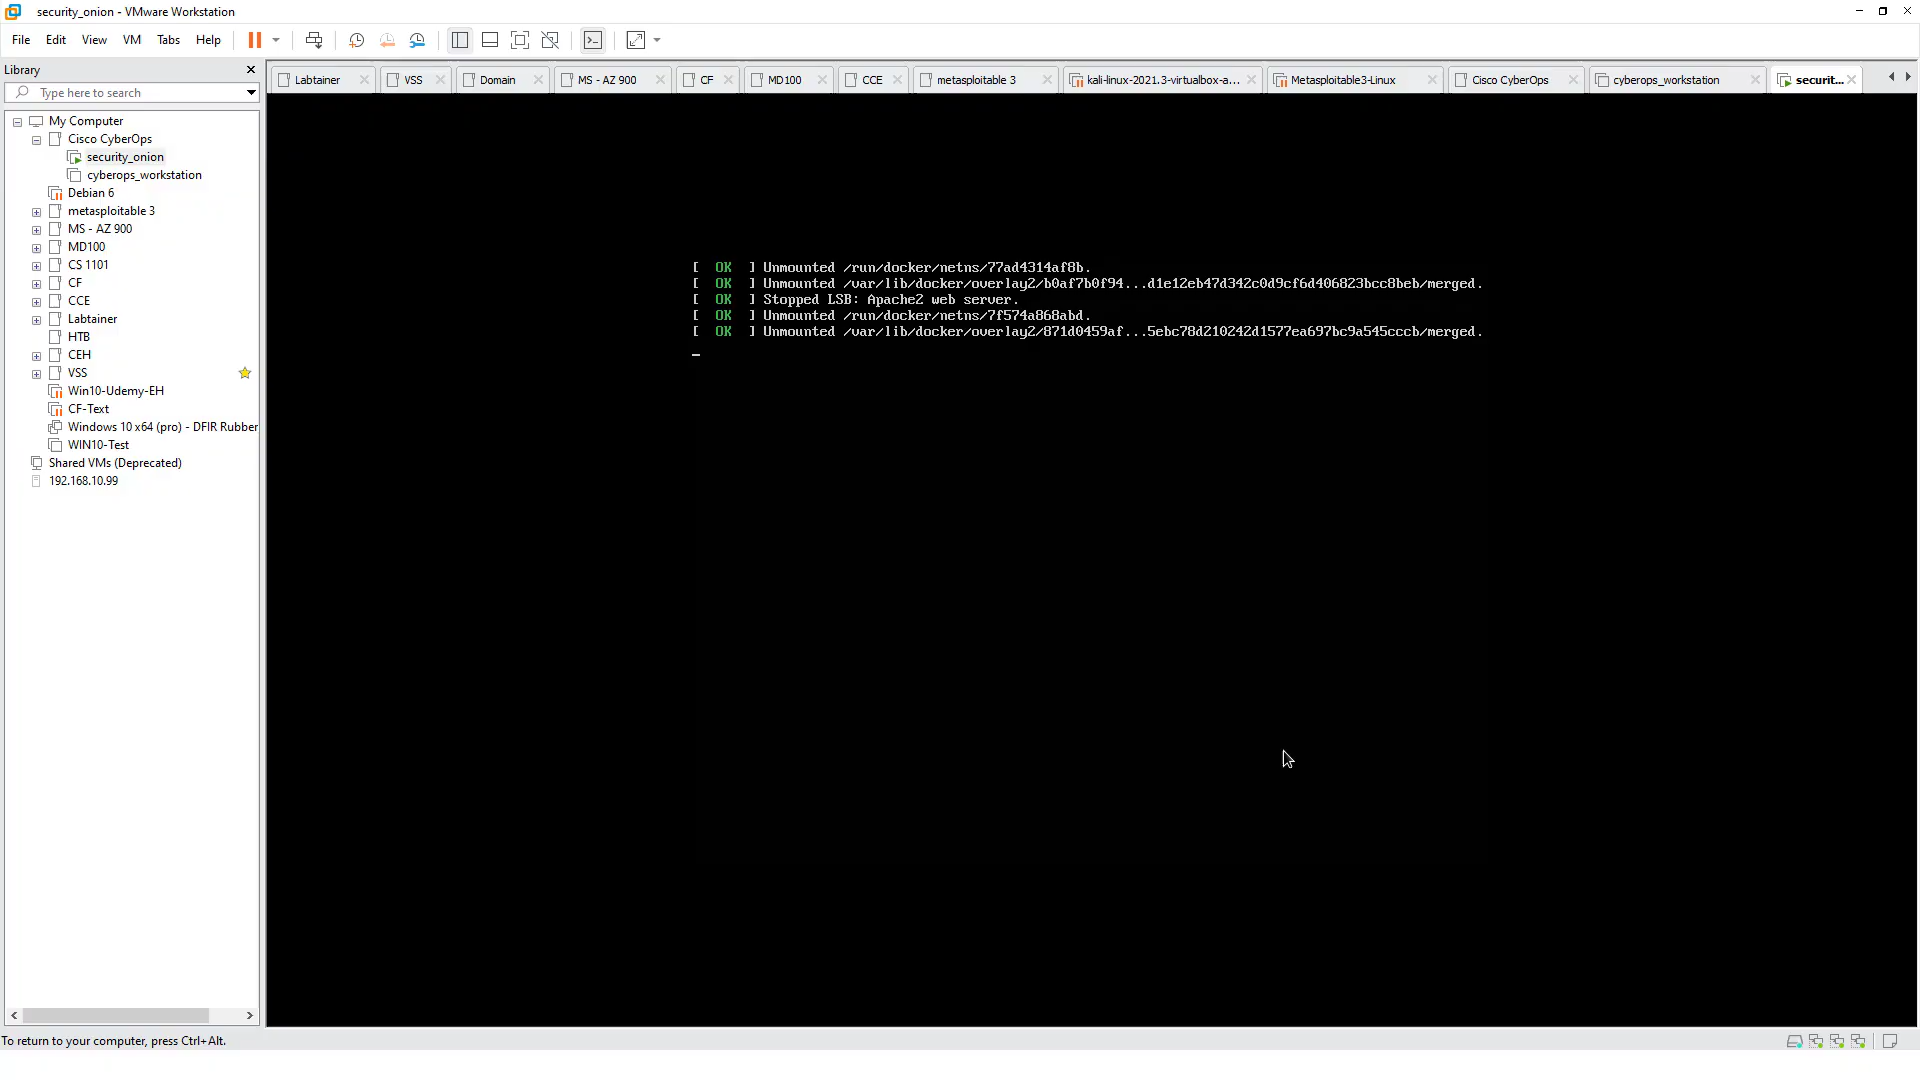 security_onion - VMware Workstation
File Edit View VM Tabs Help
Library
Type here to search
Labtainer VSS Domain MS - AZ 900 CF MD100 CCE metasploitable 3 kali-linux-2021.3-virtualbox-a... Metasploitable3-Linux Cisco CyberOps cyberops_workstation securit...
My Computer
Cisco CyberOps
security_onion
cyberops_workstation
Debian 6
metasploitable 3
MS - AZ 900
MD100
CS 1101
CF
CCE
Labtainer
HTB
CEH
VSS
Win10-Udemy-EH
CF-Text
Windows 10 x64 (pro) - DFIR Rubber
WIN10-Test
Shared VMs (Deprecated)
192.168.10.99
[ OK ] Unmounted /run/docker/netns/77ad4314af8b.
[ OK ] Unmounted /var/lib/docker/overlay2/b0af7b0f94...d1e12eb47d342c0d9cf6d406823bcc8beb/merged.
[ OK ] Stopped LSB: Apache2 web server.
[ OK ] Unmounted /run/docker/netns/7f574a868abd.
[ OK ] Unmounted /var/lib/docker/overlay2/871d0459af...5ebc78d210242d1577ea697bc9a545cccb/merged.
To return to your computer, press Ctrl+Alt.